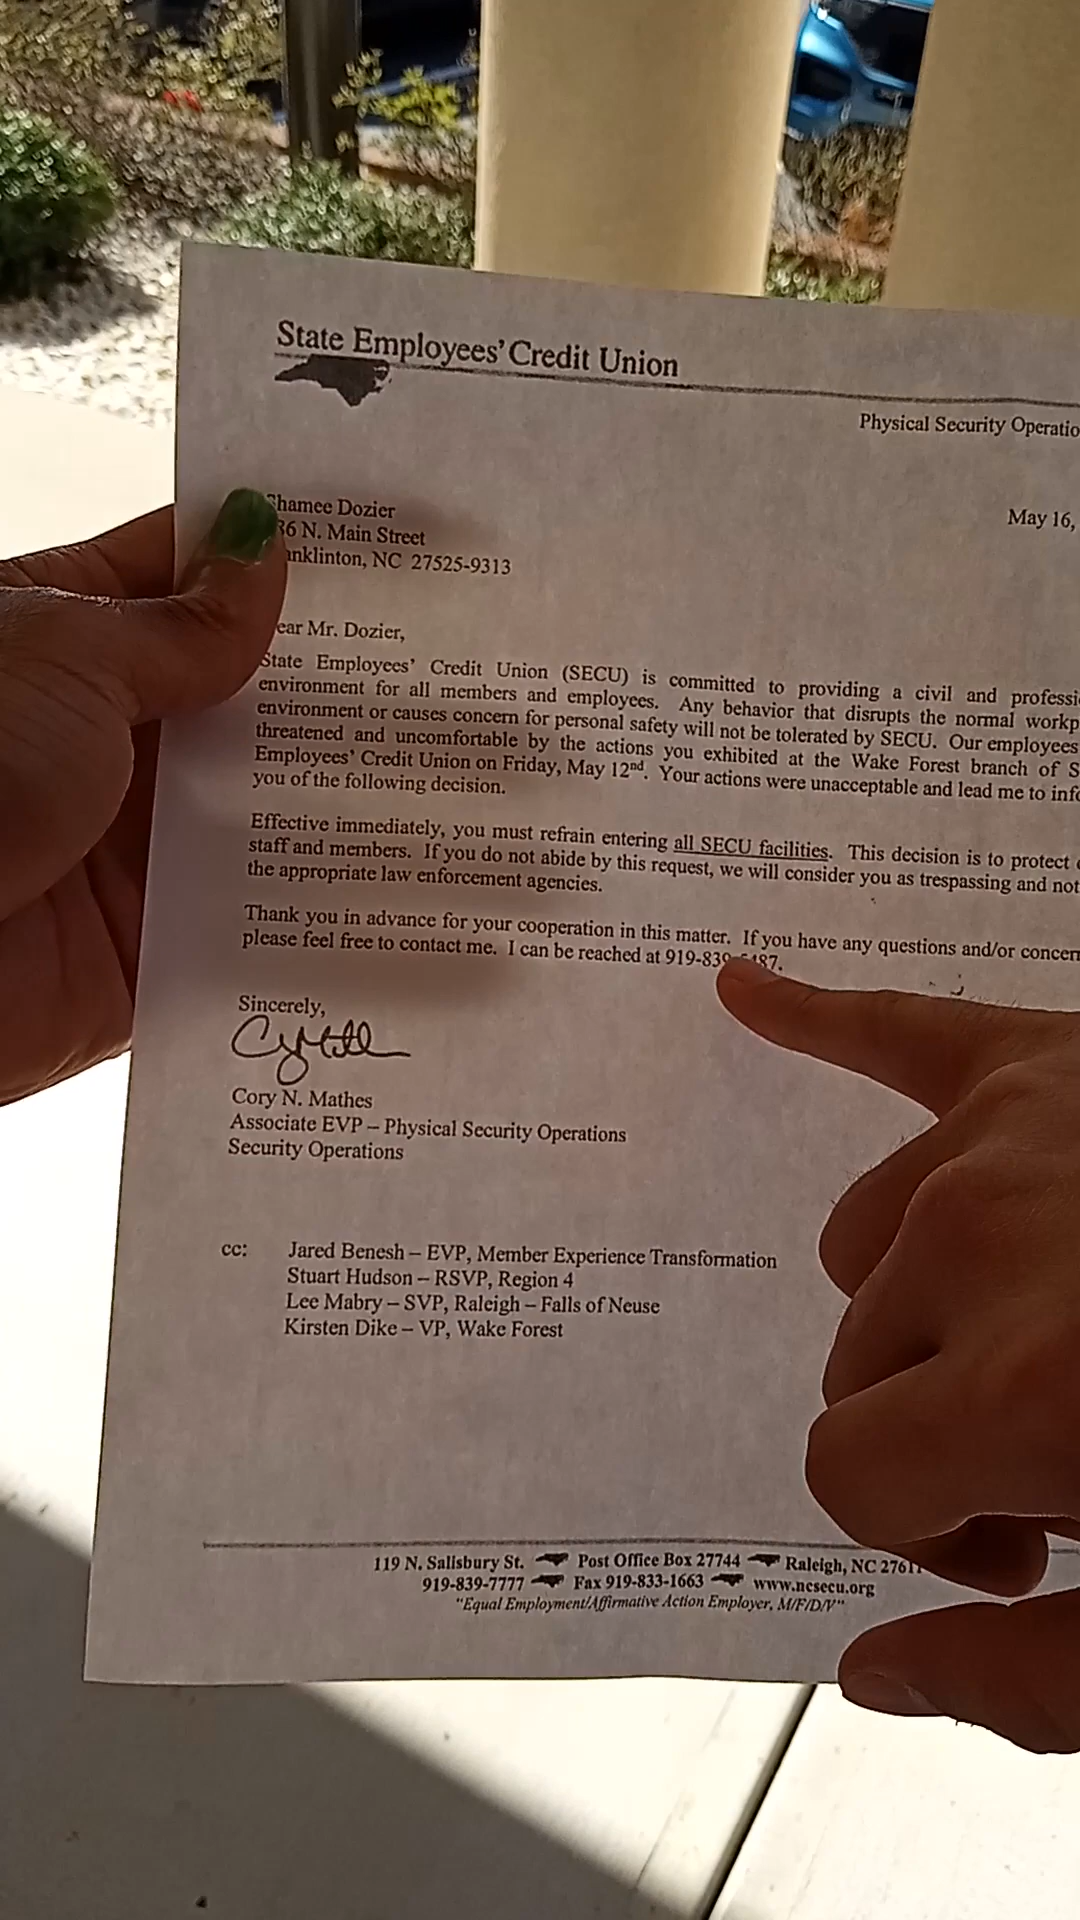 State Employees' Credit Union
Physical Security Operatio
May 16,
Shamee Dozier
36 N. Main Street
anklinton, NC 27525-9313
ear Mr. Dozier,
State Employees' Credit Union (SECU) is committed to providing a civil and professi
environment for all members and employees. Any behavior that disrupts the normal workp
environment or causes concern for personal safety will not be tolerated by SECU. Our employees
threatened and uncomfortable by the actions you exhibited at the Wake Forest branch of S
Employees' Credit Union on Friday, May 12nd. Your actions were unacceptable and lead me to info
you of the following decision.
Effective immediately, you must refrain entering all SECU facilities. This decision is to protect
staff and members. If you do not abide by this request, we will consider you as trespassing and not
the appropriate law enforcement agencies.
Thank you in advance for your cooperation in this matter. If you have any questions and/or concern
please feel free to contact me. I can be reached at 919-839-5487.
Sincerely,
Cory N. Mathes
Associate EVP – Physical Security Operations
Security Operations
cc: Jared Benesh – EVP, Member Experience Transformation
Stuart Hudson – RSVP, Region 4
Lee Mabry – SVP, Raleigh – Falls of Neuse
Kirsten Dike – VP, Wake Forest
119 N. Salisbury St. Post Office Box 27744 Raleigh, NC 27611
919-839-7777 Fax 919-833-1663 www.ncsecu.org
"Equal Employment/Affirmative Action Employer, M/F/D/V"